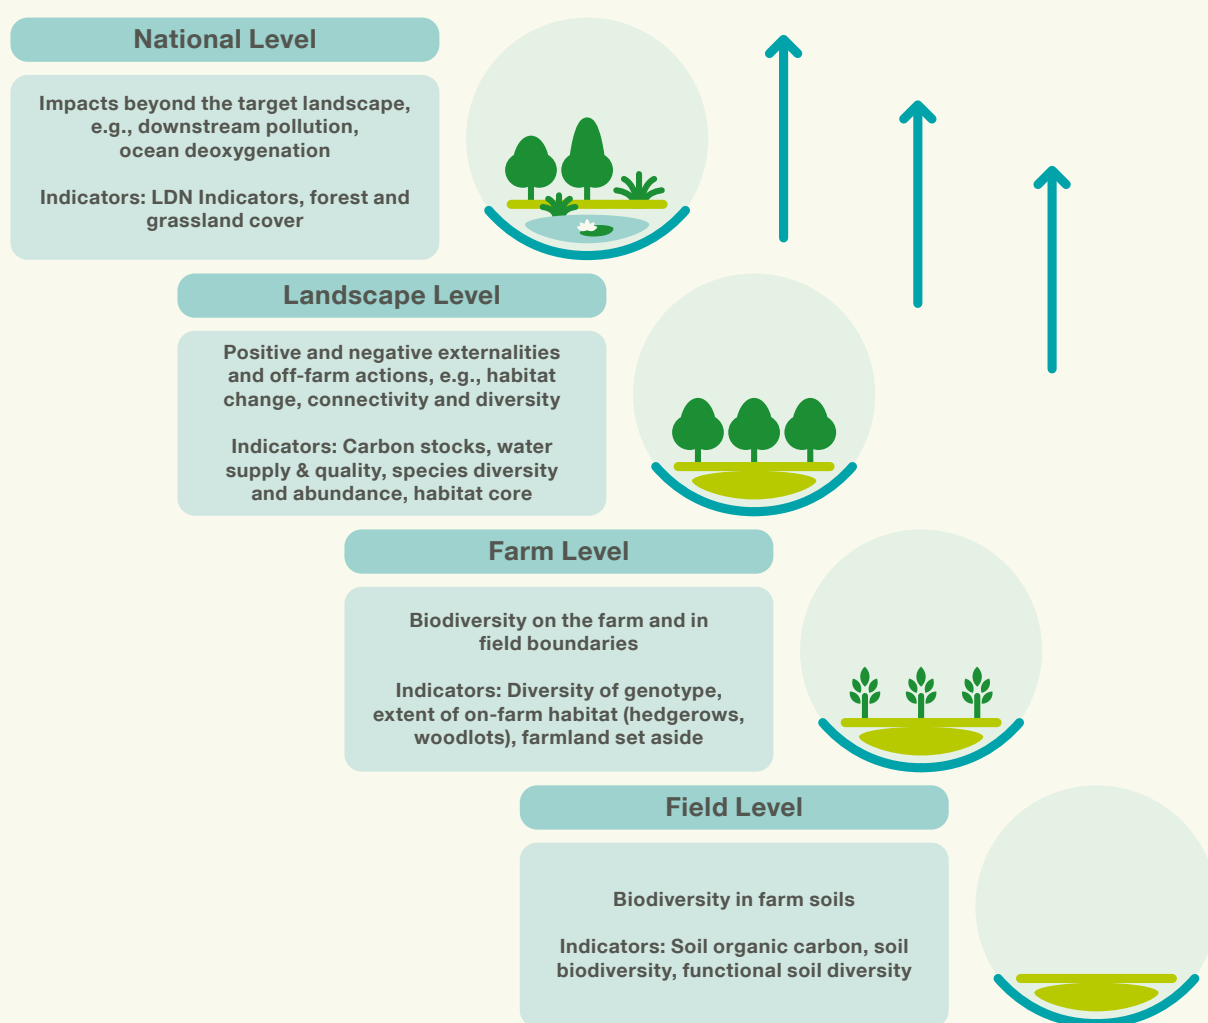 National Level
Impacts beyond the target landscape,
e.g., downstream pollution,
ocean deoxygenation
Indicators: LDN Indicators, forest and
grassland cover
Landscape Level
Positive and negative externalities
and off-farm actions, e.g., habitat
change, connectivity and diversity
Indicators: Carbon stocks, water
supply & quality, species diversity
and abundance, habitat core
Farm Level
Biodiversity on the farm and in
field boundaries
Indicators: Diversity of genotype,
extent of on-farm habitat (hedgerows,
woodlots), farmland set aside
Field Level
Biodiversity in farm soils
Indicators: Soil organic carbon, soil
biodiversity, functional soil diversity